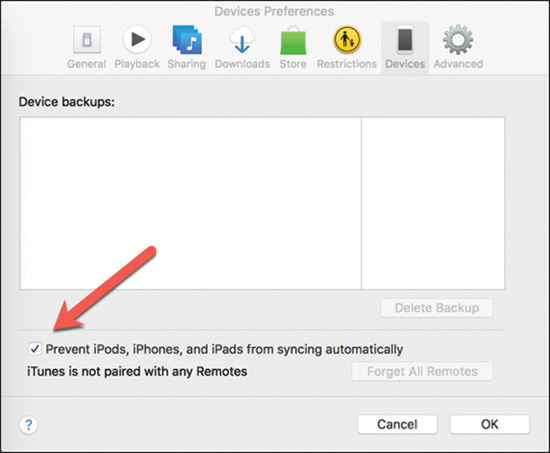 Devices Preferences
General Playback Sharing Downloads Store Restrictions Devices Advanced
Device backups:
Delete Backup
Prevent iPods, iPhones, and iPads from syncing automatically
iTunes is not paired with any Remotes
Forget All Remotes
?
Cancel
OK